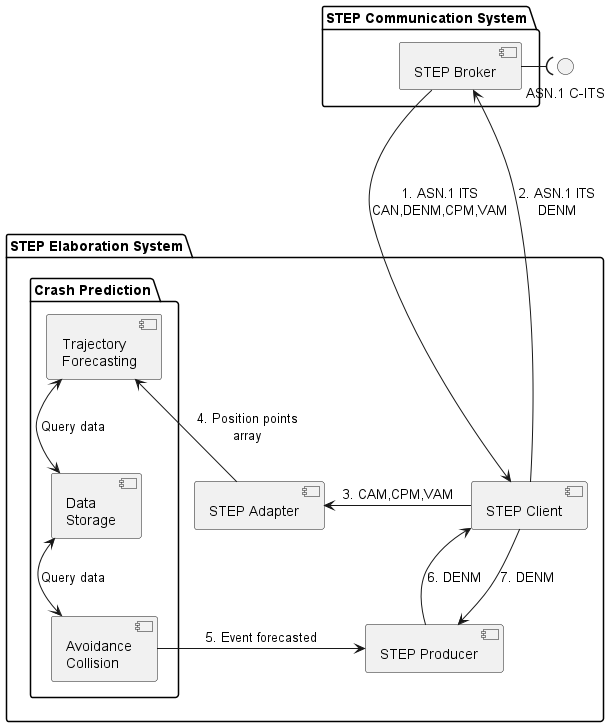 STEP Communication System
STEP Broker
ASN.1 C-ITS
1. ASN.1 ITS
CAN,DENM,CPM,VAM
2. ASN.1 ITS
DENM
STEP Elaboration System
Crash Prediction
Trajectory
Forecasting
4. Position points
array
Query data
Data
Storage
STEP Adapter
3. CAM,CPM,VAM
STEP Client
Query data
6. DENM
7. DENM
Avoidance
Collision
5. Event forecasted
STEP Producer